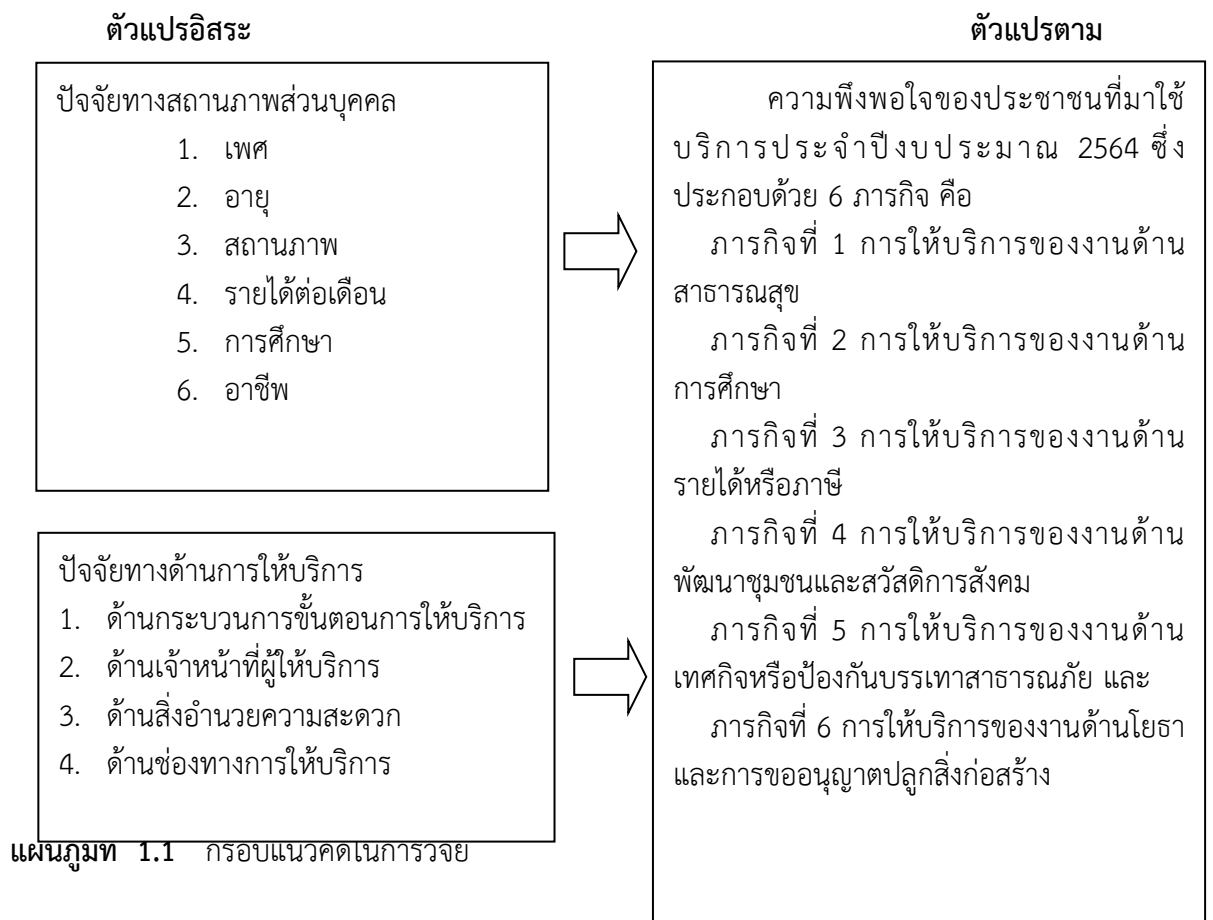 ตัวแปรอิสระ
ตัวแปรตาม
ปัจจัยทางสถานภาพส่วนบุคคล
1. เพศ
2. อายุ
3. สถานภาพ
4. รายได้ต่อเดือน
5. การศึกษา
6. อาชีพ
ปัจจัยทางด้านการให้บริการ
1. ด้านกระบวนการขั้นตอนการให้บริการ
2. ด้านเจ้าหน้าที่ผู้ให้บริการ
3. ด้านสิ่งอำนวยความสะดวก
4. ด้านช่องทางการให้บริการ
ความพึงพอใจของประชาชนที่มาใช้
บริการประจำปีงบประมาณ 2564 ซึ่ง
ประกอบด้วย 6 ภารกิจ คือ
ภารกิจที่ 1 การให้บริการของงานด้าน
สาธารณสุข
ภารกิจที่ 2 การให้บริการของงานด้าน
การศึกษา
ภารกิจที่ 3 การให้บริการของงานด้าน
รายได้หรือภาษี
ภารกิจที่ 4 การให้บริการของงานด้าน
พัฒนาชุมชนและสวัสดิการสังคม
ภารกิจที่ 5 การให้บริการของงานด้าน
เทศกิจหรือป้องกันบรรเทาสาธารณภัย และ
ภารกิจที่ 6 การให้บริการของงานด้านโยธา
และการขออนุญาตปลูกสิ่งก่อสร้าง
แผนภูมิที่ 1.1 กรอบแนวคิดในการวิจัย